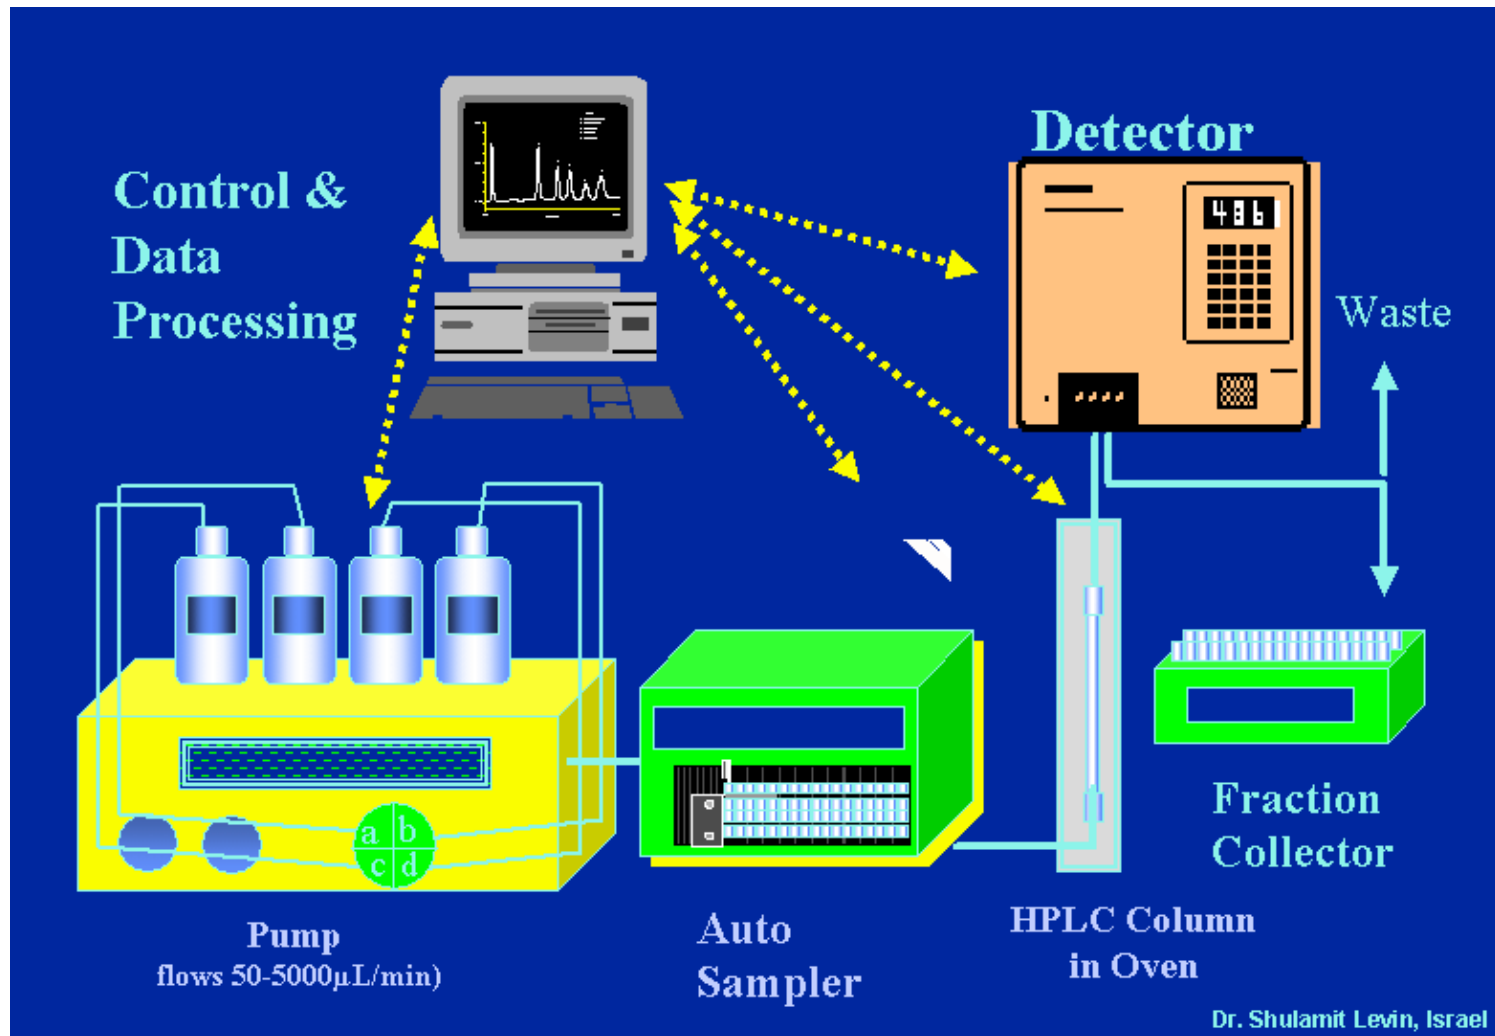 Control &
Data
Processing
Detector
486
Waste
a b
c d
Fraction
Collector
Pump
flows 50-5000µL/min)
Auto
Sampler
HPLC Column
in Oven
Dr. Shulamit Levin, Israel